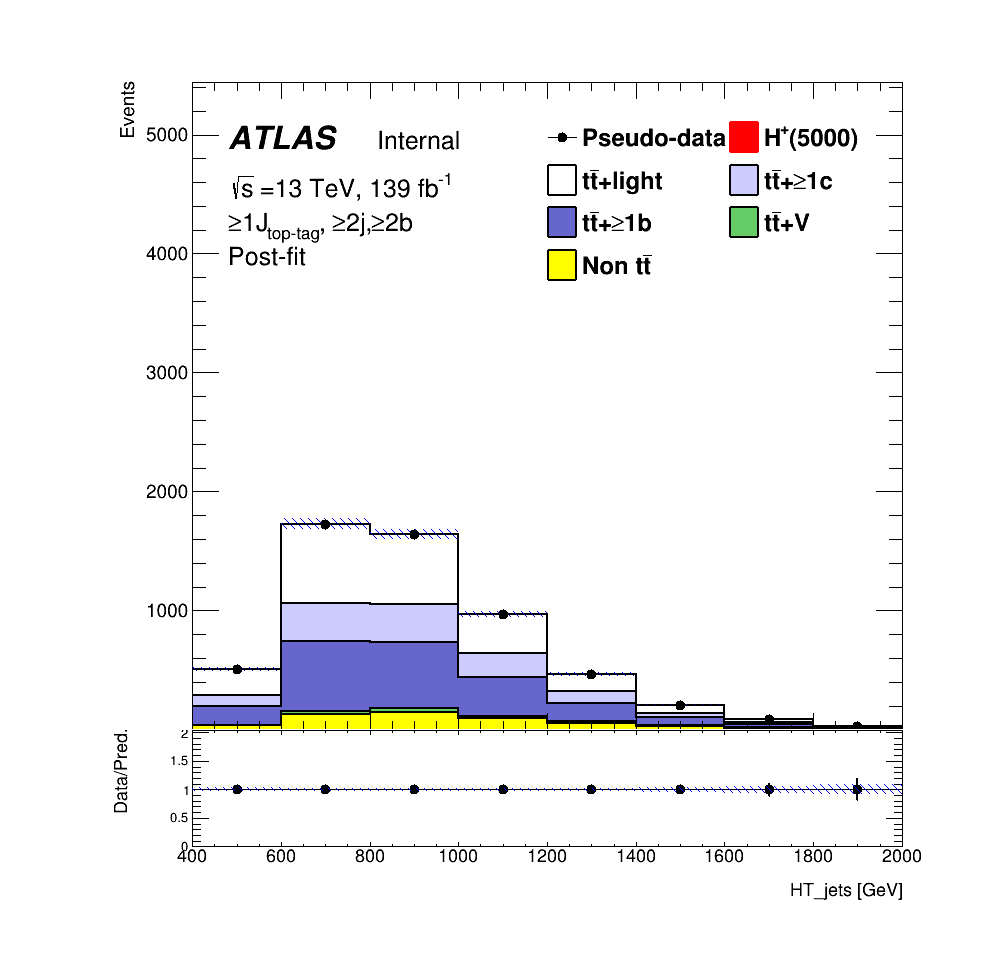 Events
5000
4000
3000
2000
1000
ATLAS Internal
√s =13 TeV, 139 fb⁻¹
≥1J_top-tag, ≥2j,≥2b
Post-fit
Pseudo-data H⁺(5000)
tt̄+light tt̄+≥1c
tt̄+≥1b tt̄+V
Non tt̄
Data/Pred.
2
1.5
1
0.5
0
400 600 800 1000 1200 1400 1600 1800 2000
HT_jets [GeV]